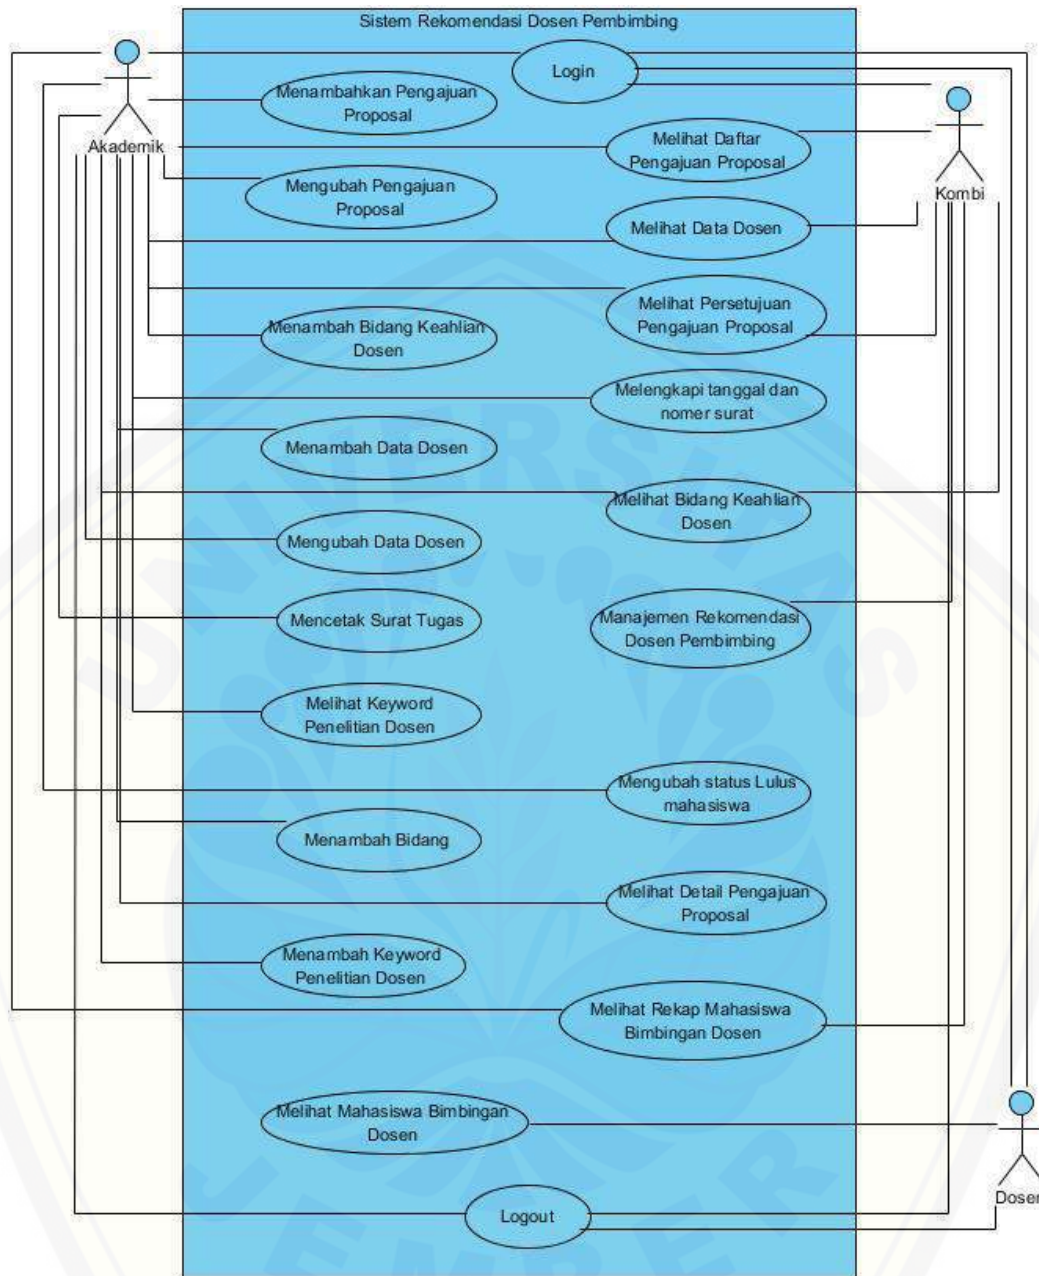 Sistem Rekomendasi Dosen Pembimbing
Login
Menambahkan Pengajuan
Proposal
Akademik
Melihat Daftar
Pengajuan Proposal
Kombi
Mengubah Pengajuan
Proposal
Melihat Data Dosen
Melihat Persetujuan
Pengajuan Proposal
Menambah Bidang Keahlian
Dosen
Melengkapi tanggal dan
nomer surat
Menambah Data Dosen
Melihat Bidang Keahlian
Dosen
Mengubah Data Dosen
Mencetak Surat Tugas
Manajemen Rekomendasi
Dosen Pembimbing
Melihat Keyword
Penelitian Dosen
Mengubah status Lulus
mahasiswa
Menambah Bidang
Melihat Detail Pengajuan
Proposal
Menambah Keyword
Penelitian Dosen
Melihat Rekap Mahasiswa
Bimbingan Dosen
Melihat Mahasiswa Bimbingan
Dosen
Dosen
Logout
UNIVERSITAS
JEMBER